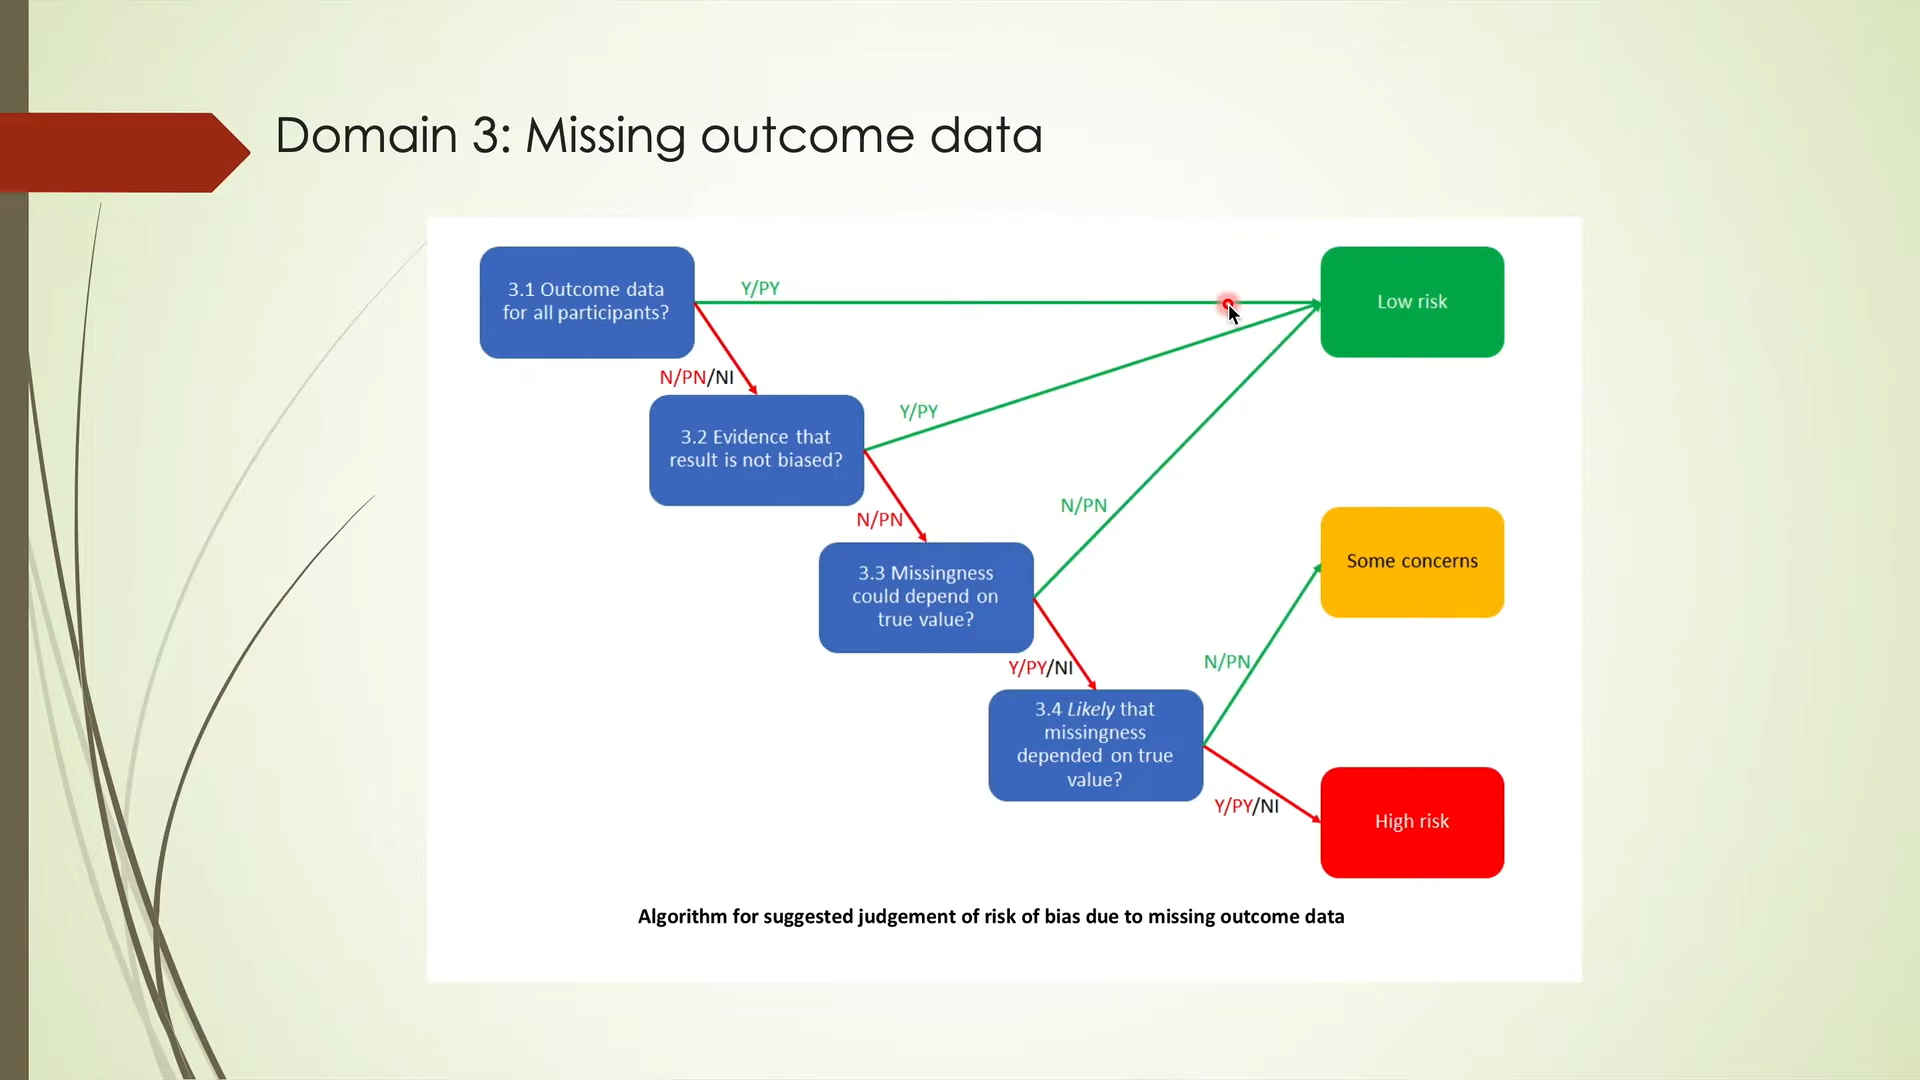 Domain 3: Missing outcome data
3.1 Outcome data
for all participants?
Y/PY
Low risk
N/PN/NI
3.2 Evidence that
result is not biased?
Y/PY
N/PN
3.3 Missingness
could depend on
true value?
N/PN
Some concerns
Y/PY/NI
3.4 Likely that
missingness
depended on true
value?
N/PN
Y/PY/NI
High risk
Algorithm for suggested judgement of risk of bias due to missing outcome data